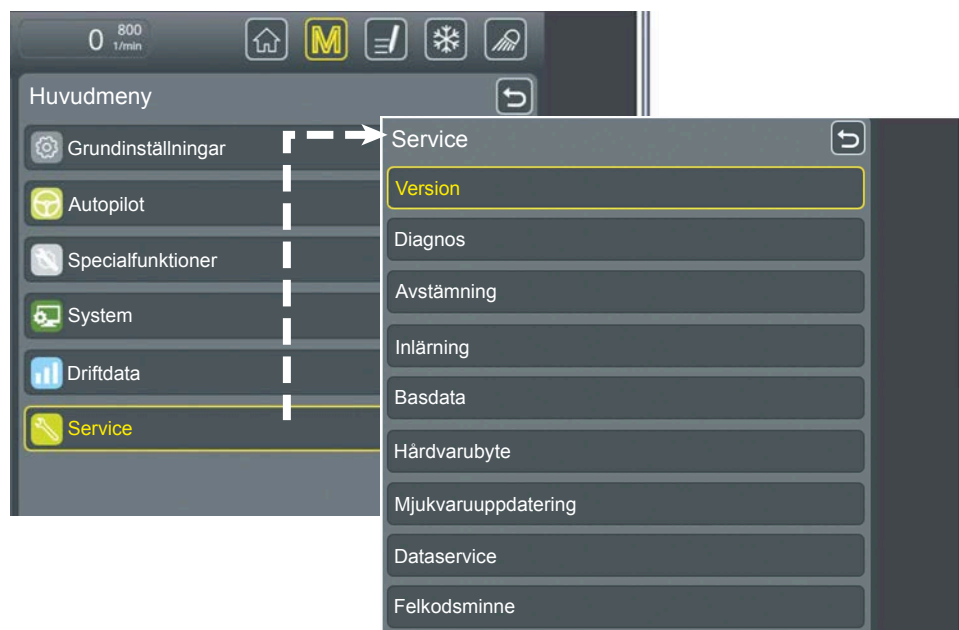 0 800
1/min
M
Huvudmeny
Grundinställningar
Autopilot
Specialfunktioner
System
Driftdata
Service
Service
Version
Diagnos
Avstämning
Inlärning
Basdata
Hårdvarubyte
Mjukvaruuppdatering
Dataservice
Felkodsminne